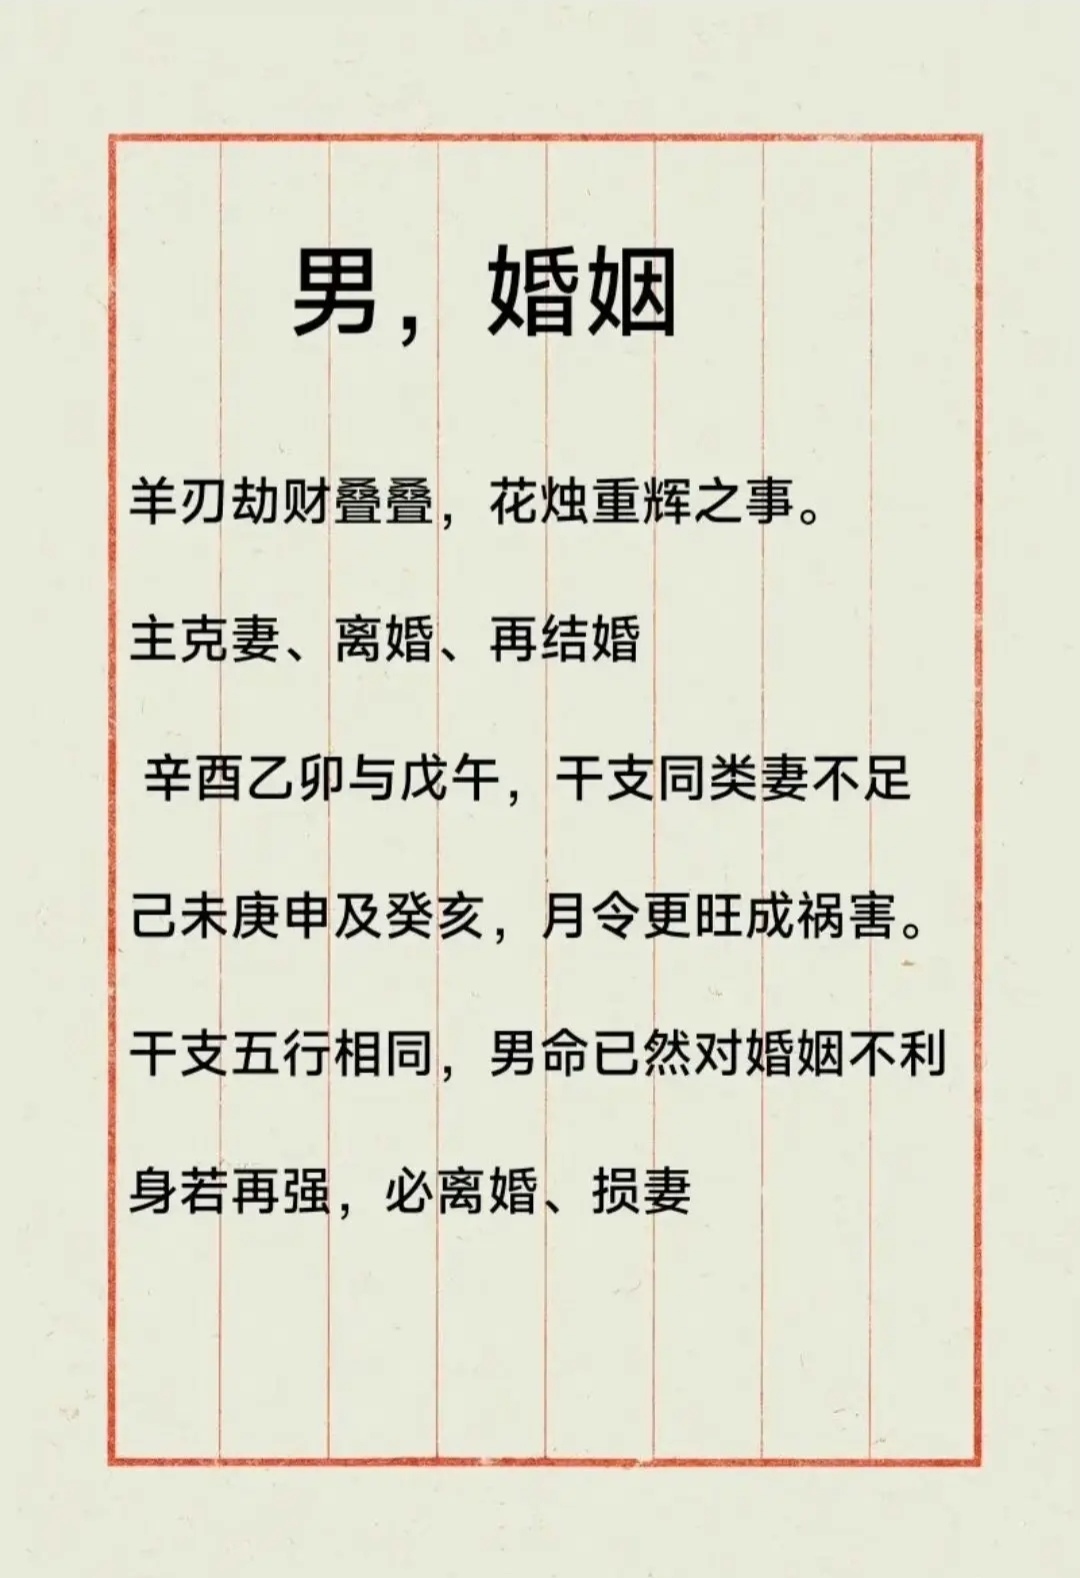 男，婚姻
羊刃劫财叠叠，花烛重辉之事。
主克妻、离婚、再结婚
辛酉乙卯与戊午，干支同类妻不足
己未庚申及癸亥，月令更旺成祸害。
干支五行相同，男命已然对婚姻不利
身若再强，必离婚、损妻